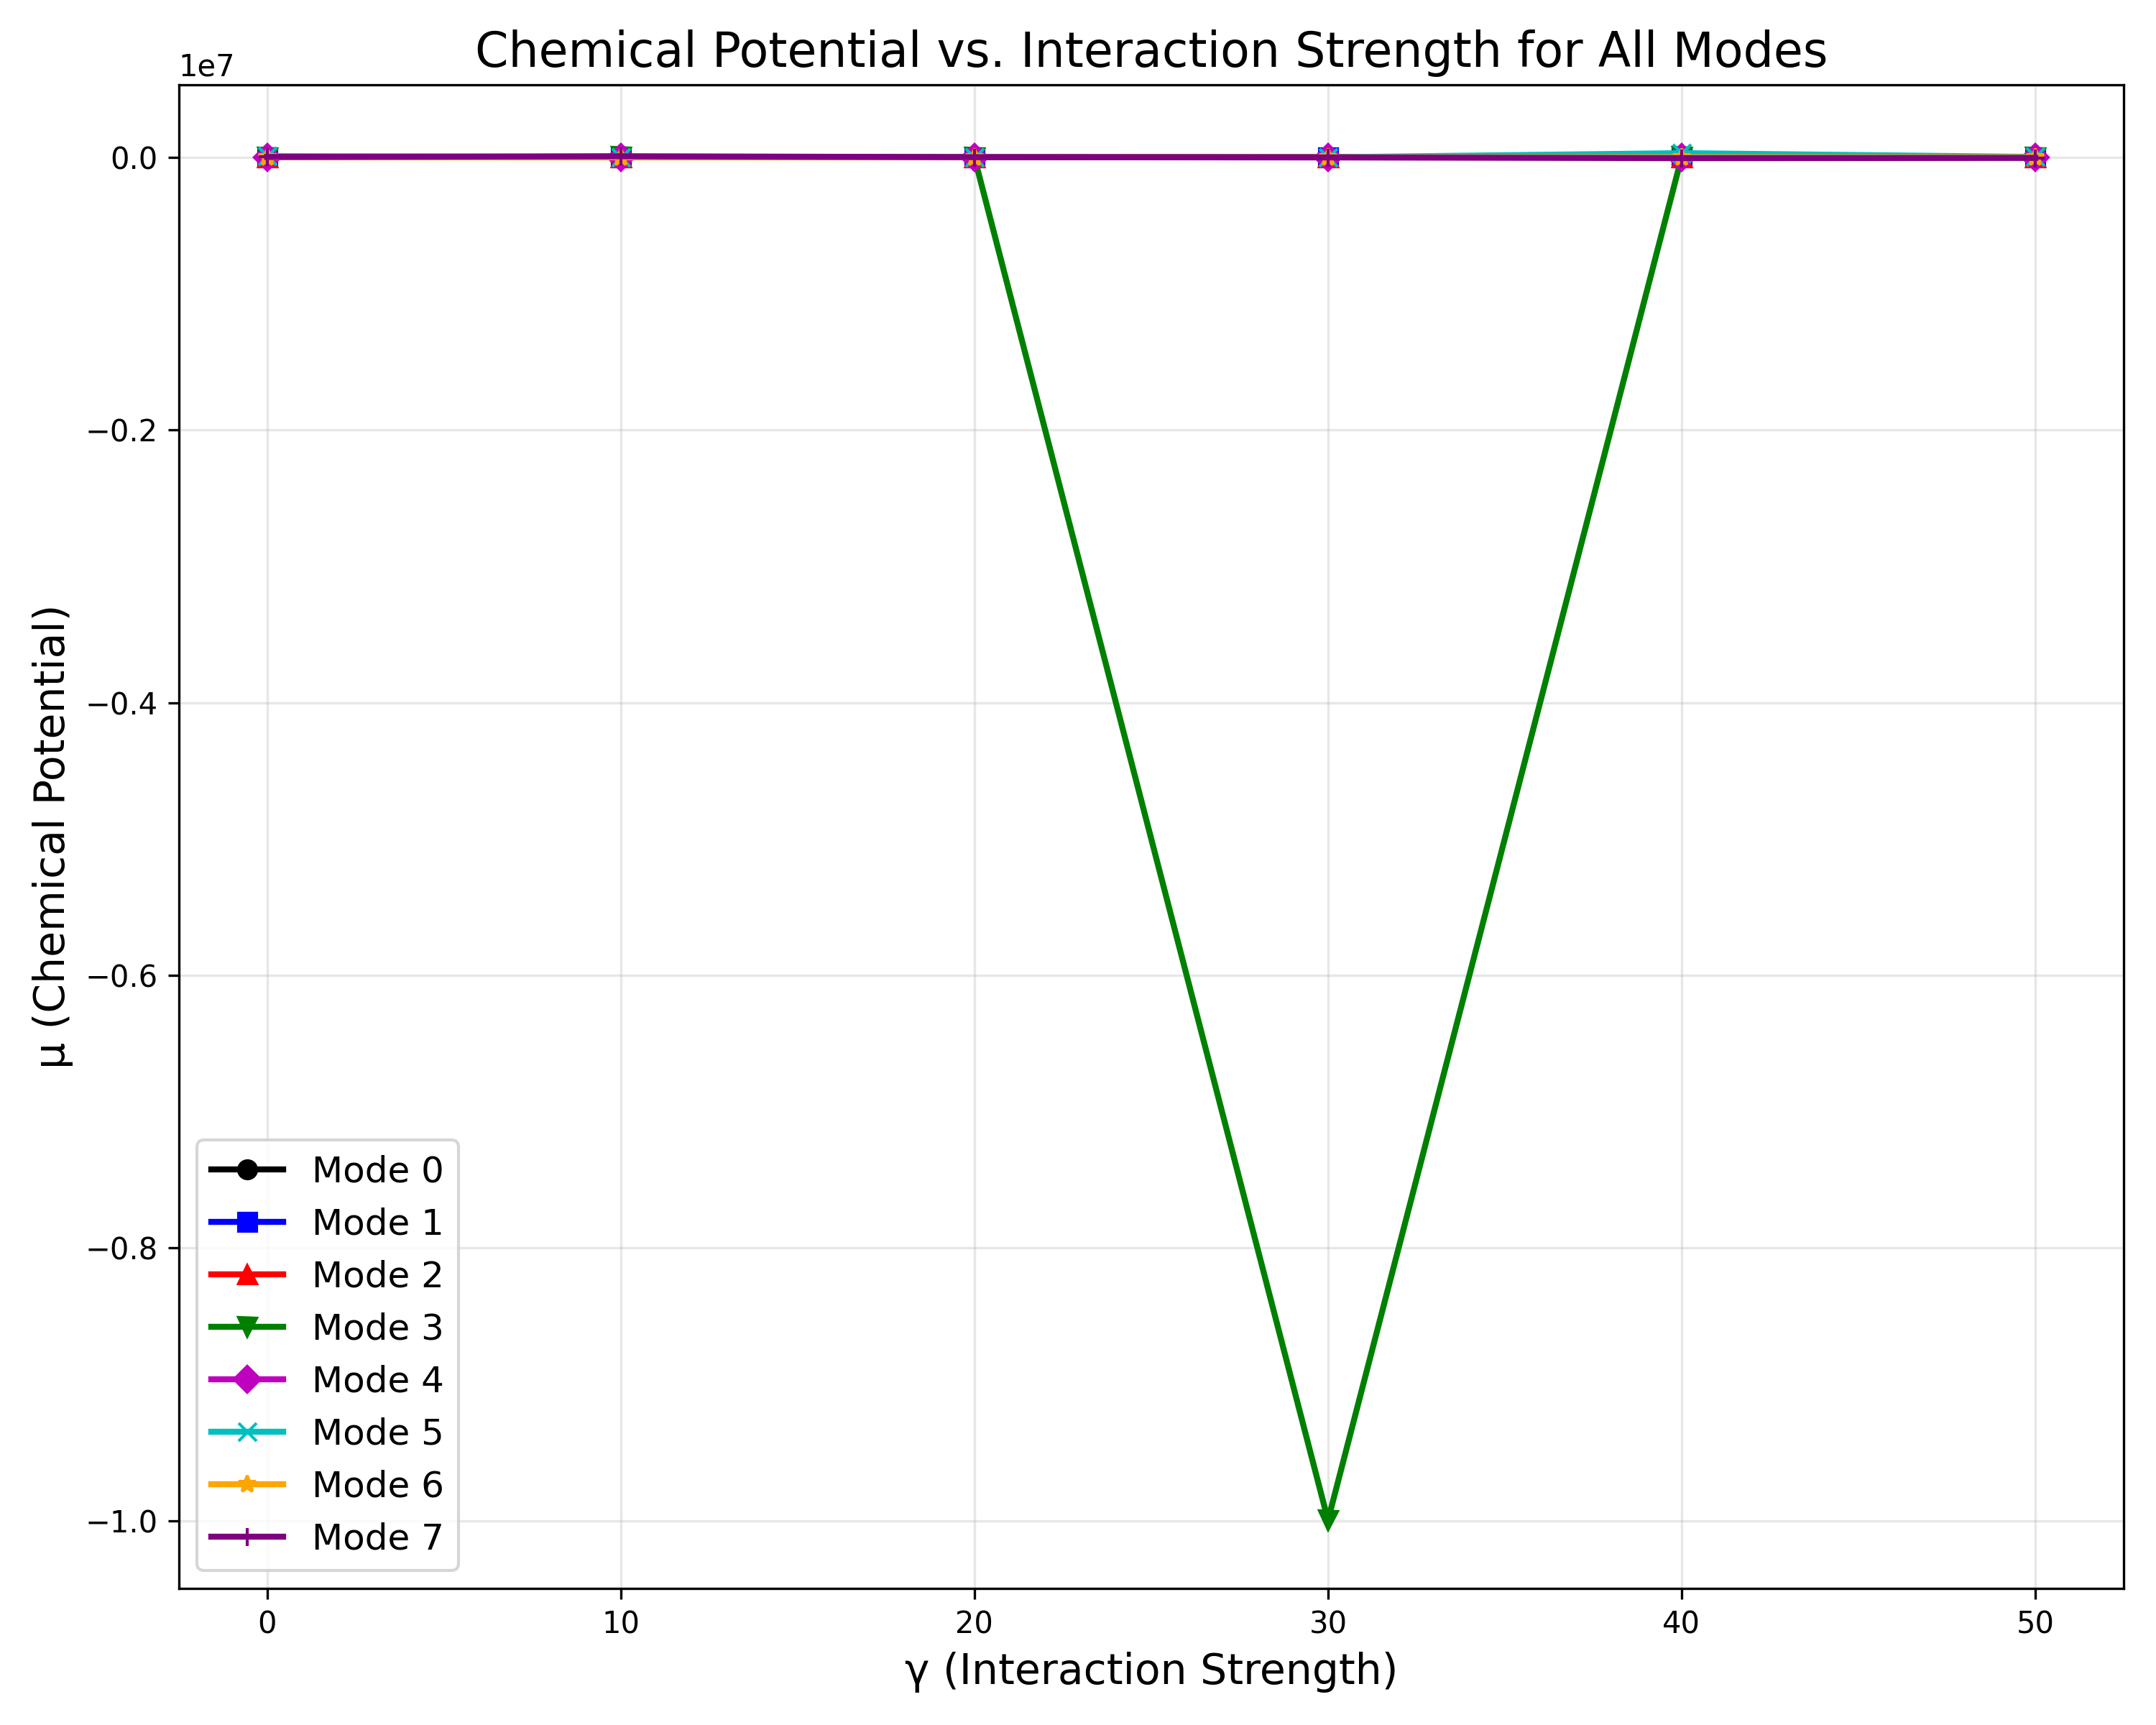 Chemical Potential vs. Interaction Strength for All Modes
1e7
0.0
−0.2
−0.4
−0.6
−0.8
−1.0
μ (Chemical Potential)
Mode 0
Mode 1
Mode 2
Mode 3
Mode 4
Mode 5
Mode 6
Mode 7
0 10 20 30 40 50
γ (Interaction Strength)